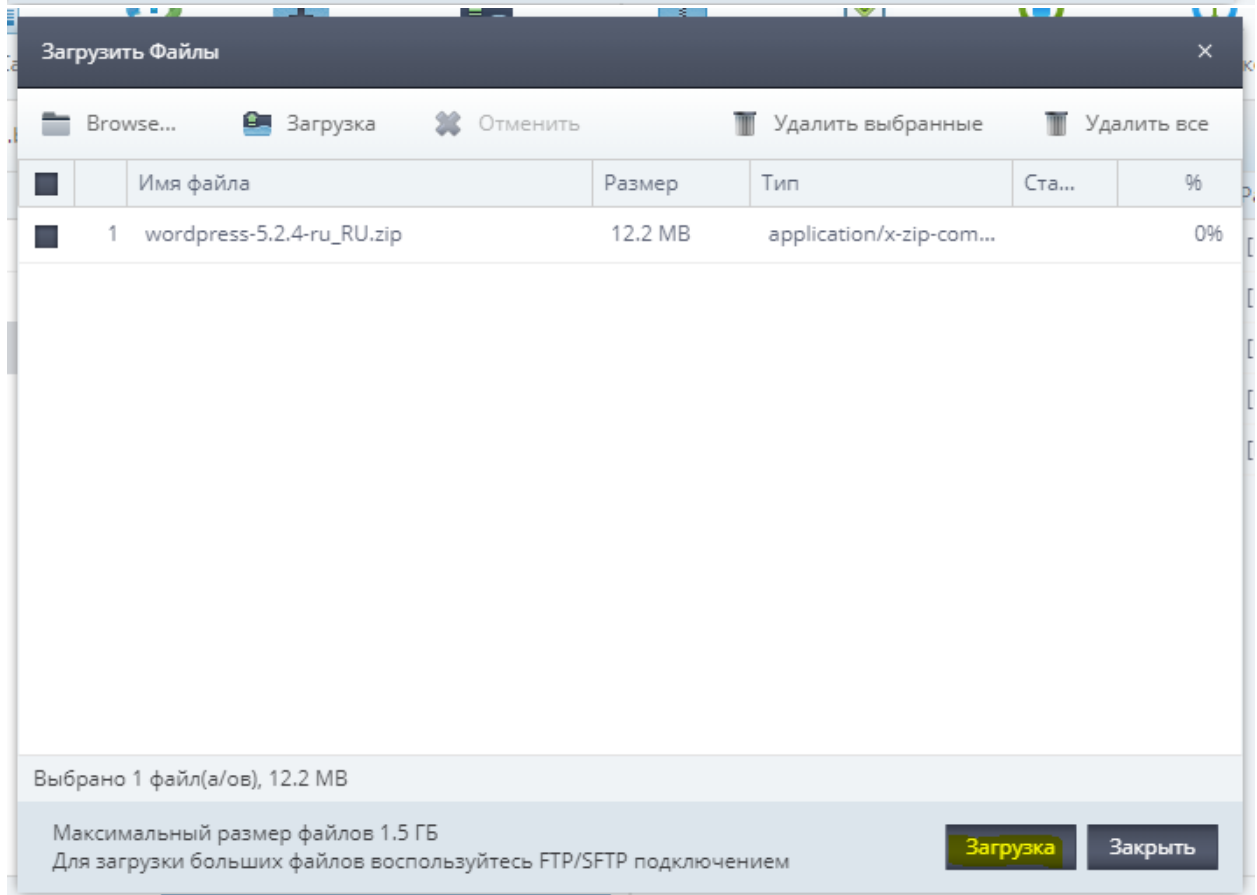 Загрузить Файлы
Browse... Загрузка Отменить Удалить выбранные Удалить все
Имя файла Размер Тип Ста... %
1 wordpress-5.2.4-ru_RU.zip 12.2 MB application/x-zip-com... 0%
Выбрано 1 файл(а/ов), 12.2 MB
Максимальный размер файлов 1.5 ГБ
Для загрузки больших файлов воспользуйтесь FTP/SFTP подключением
Загрузка Закрыть